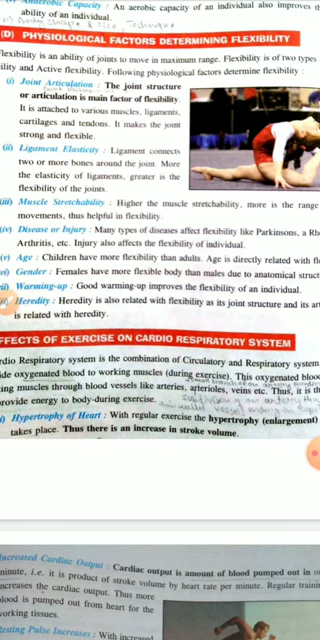 Anaerobic Capacity : An aerobic capacity of an individual also improves
ability of an individual.
(D) PHYSIOLOGICAL FACTORS DETERMINING FLEXIBILITY
Flexibility is an ability of joints to move in maximum range. Flexibility is of two types
ility and Active flexibility. Following physiological factors determine flexibility :
(i) Joint Articulation : The joint structure
or articulation is main factor of flexibility.
It is attached to various muscles, ligaments,
cartilages and tendons. It makes the joint
strong and flexible.
(ii) Ligament Elasticity : Ligament connects
two or more bones around the joint. More
the elasticity of ligaments, greater is the
flexibility of the joints.
(iii) Muscle Stretchability : Higher the muscle stretchability, more is the range
movements, thus helpful in flexibility.
(iv) Disease or Injury : Many types of diseases affect flexibility like Parkinsons, a Rh
Arthritis, etc. Injury also affects the flexibility of individual.
(v) Age : Children have more flexibility than adults. Age is directly related with fl
vi) Gender : Females have more flexible body than males due to anatomical struct
ii) Warming-up : Good warming-up improves the flexibility of an individual.
ii) Heredity : Heredity is also related with flexibility as its joint structure and its ar
is related with heredity.
FFECTS OF EXERCISE ON CARDIO RESPIRATORY SYSTEM
rdio Respiratory system is the combination of Circulatory and Respiratory system
ide oxygenated blood to working muscles (during exercise). This oxygenated blood
ing muscles through blood vessels like arteries, arterioles, veins etc. Thus, it is th
rovide energy to body during exercise.
i) Hypertrophy of Heart : With regular exercise the hypertrophy (enlargement)
takes place. Thus there is an increase in stroke volume.
Increased Cardiac Output : Cardiac output is amount of blood pumped out in
minute, i.e. it is product of stroke volume by heart rate per minute. Regular traini
ncreases the cardiac output. Thus more
lood is pumped out from heart for the
orking tissues.
esting Pulse Increases : With increased